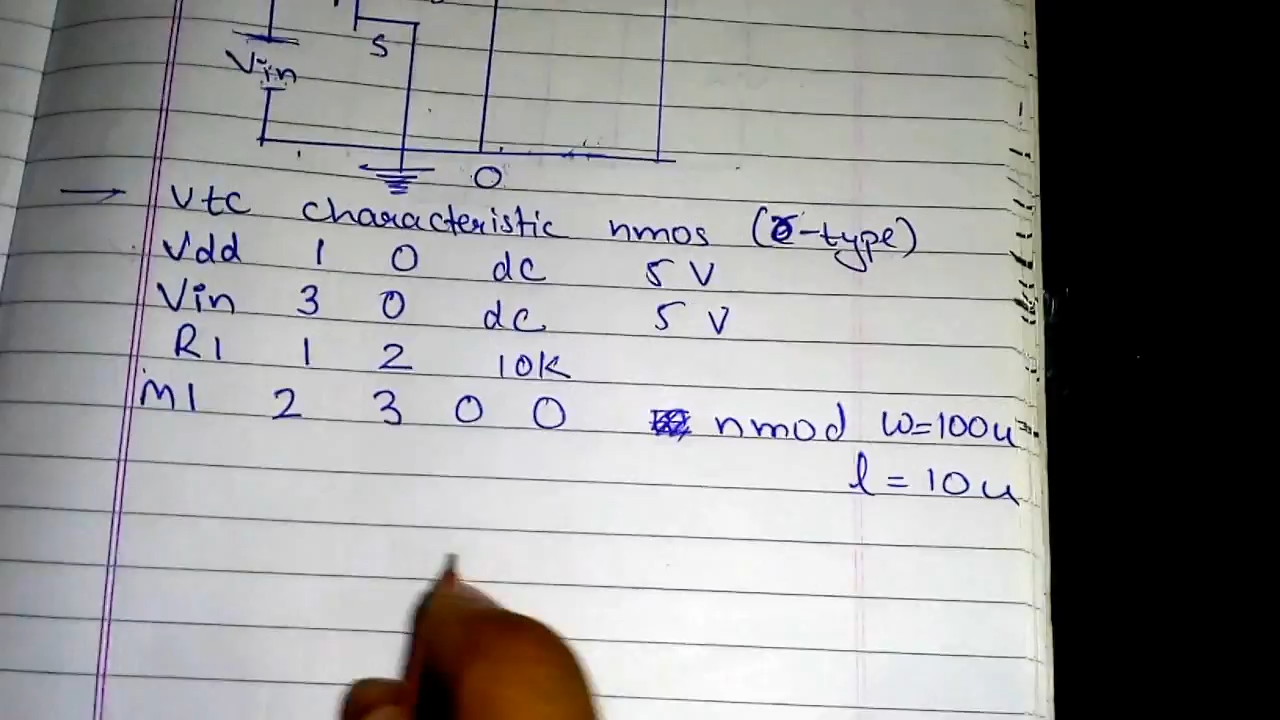 S
Vin
0
Vtc characteristic nmos (e-type)
Vdd 1 0 dc 5 V
Vin 3 0 dc 5 V
R1 1 2 10K
M1 2 3 0 0 nmod w=100u
l=10u